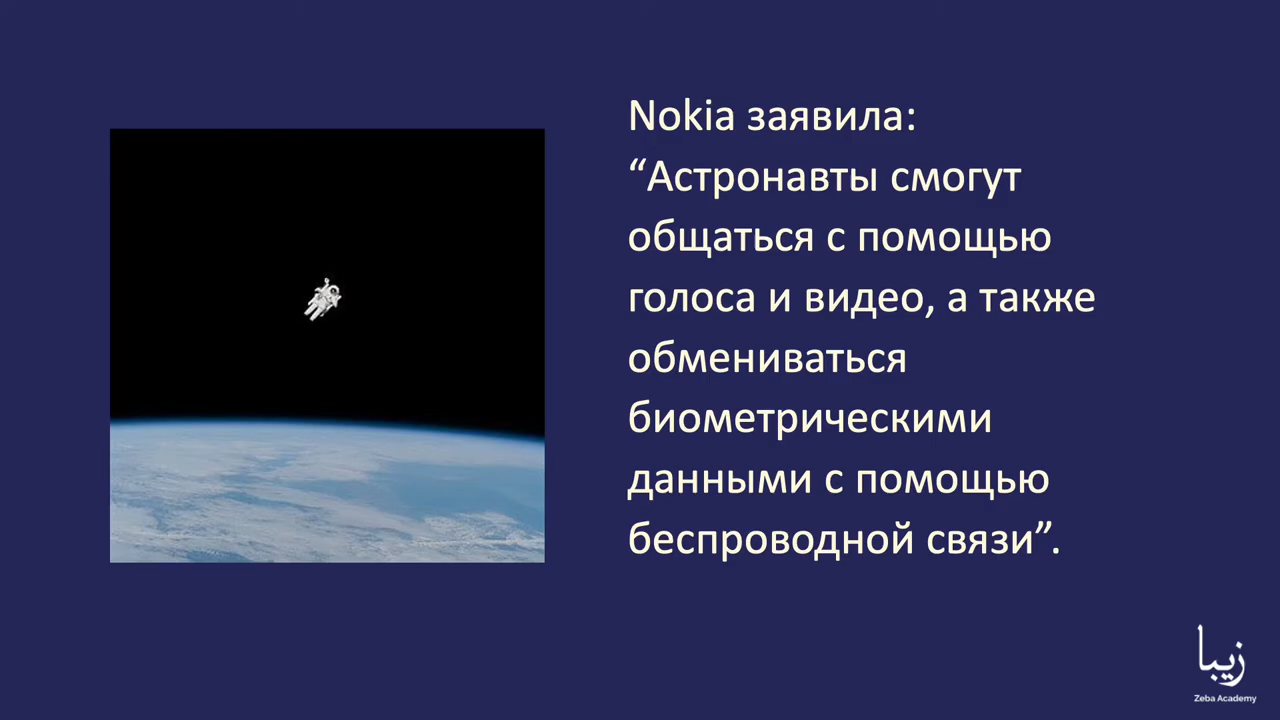 Nokia заявила:
“Астронавты смогут
общаться с помощью
голоса и видео, а также
обмениваться
биометрическими
данными с помощью
беспроводной связи”.
زیبا
Zeba Academy